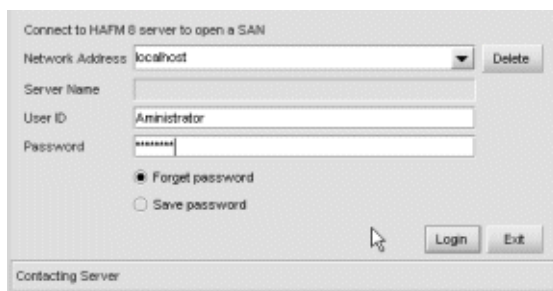 Connect to HAFM 8 server to open a SAN
Network Address localhost Delete
Server Name
User ID Aministrator
Password ********
Forget password
Save password
Login Exit
Contacting Server